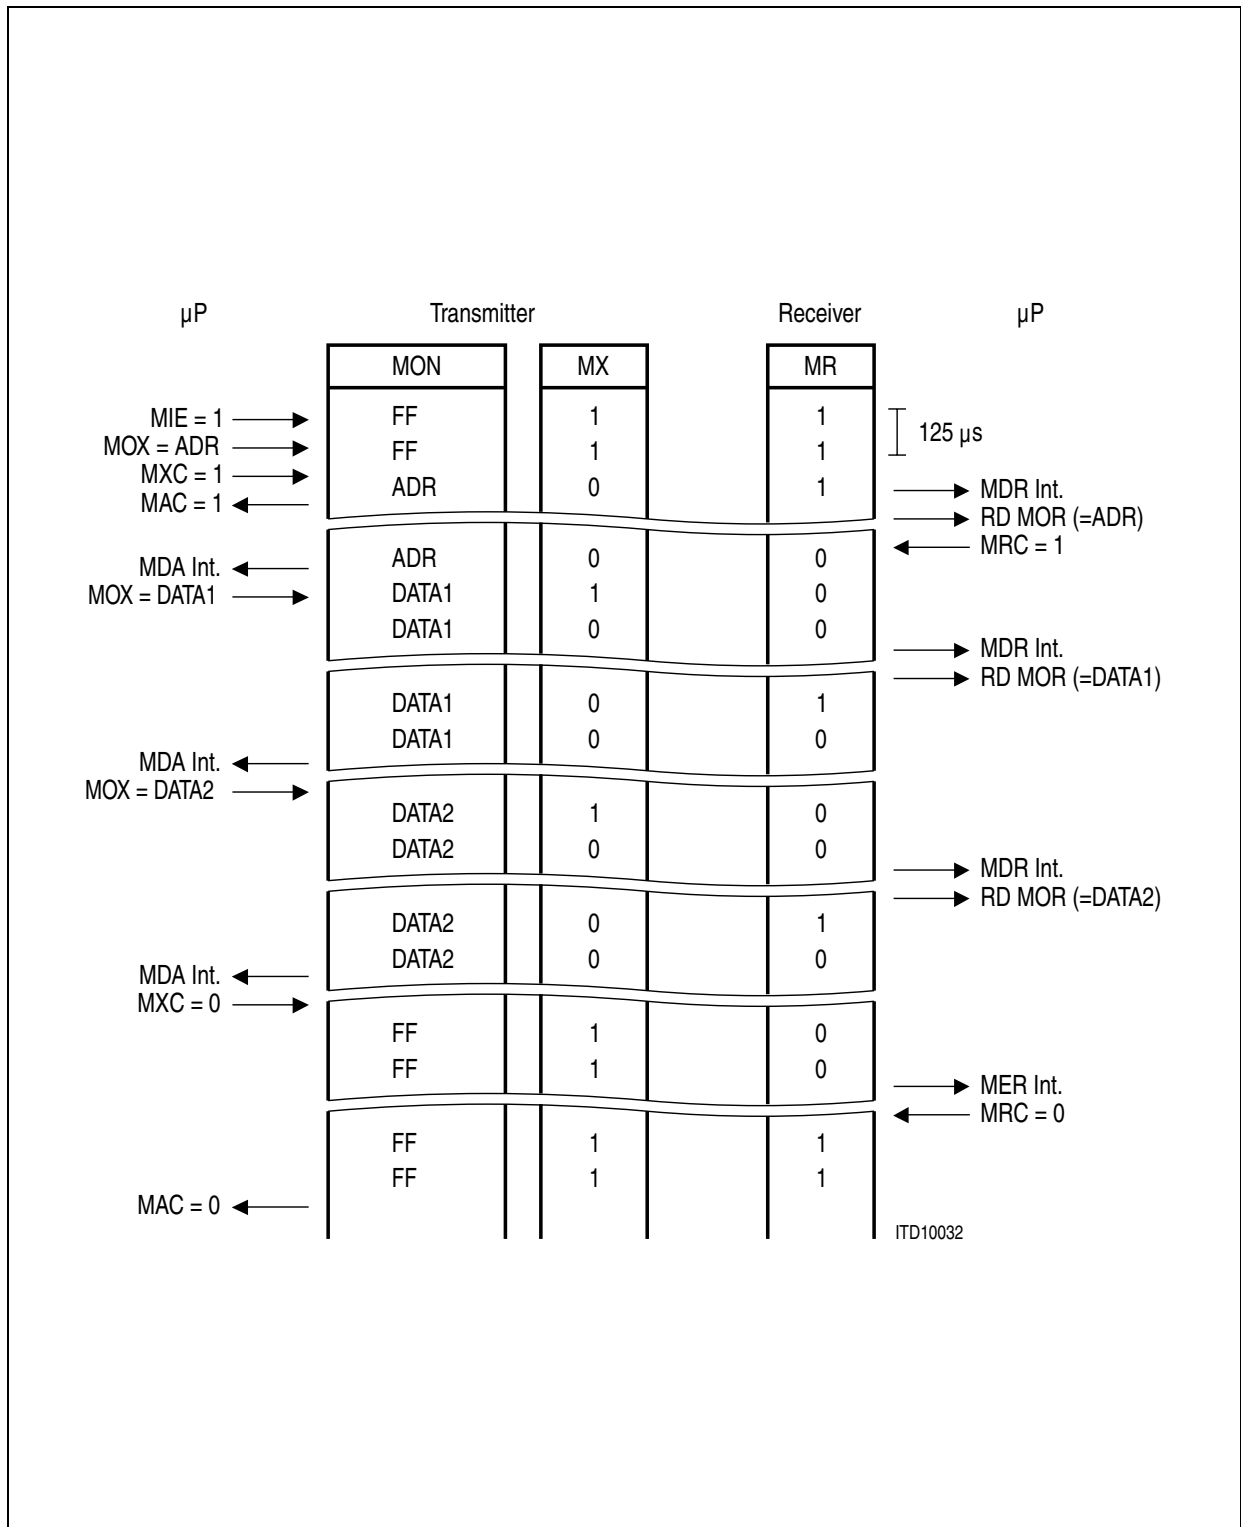 µP Transmitter Receiver µP
MON MX MR
MIE = 1 FF 1 1
125 µs
MOX = ADR FF 1 1
MXC = 1 ADR 0 1 MDR Int.
MAC = 1 RD MOR (=ADR)
MRC = 1
MDA Int. ADR 0 0
MOX = DATA1 DATA1 1 0
DATA1 0 0
MDR Int.
RD MOR (=DATA1)
DATA1 0 1
DATA1 0 0
MDA Int.
MOX = DATA2
DATA2 1 0
DATA2 0 0
MDR Int.
RD MOR (=DATA2)
DATA2 0 1
DATA2 0 0
MDA Int.
MXC = 0
FF 1 0
FF 1 0
MER Int.
MRC = 0
FF 1 1
FF 1 1
MAC = 0
ITD10032